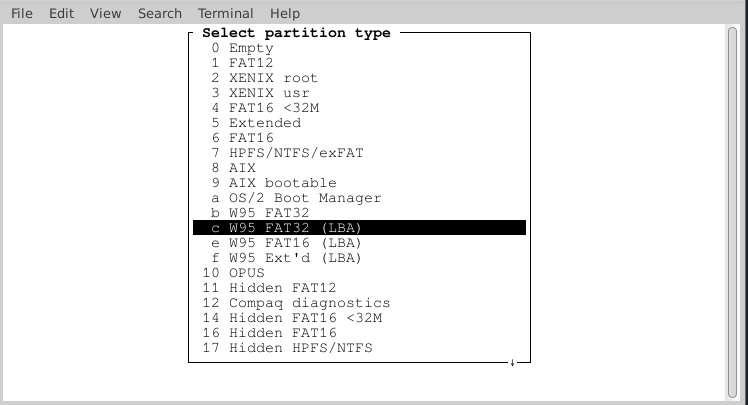 File Edit View Search Terminal Help
Select partition type
0 Empty
1 FAT12
2 XENIX root
3 XENIX usr
4 FAT16 <32M
5 Extended
6 FAT16
7 HPFS/NTFS/exFAT
8 AIX
9 AIX bootable
a OS/2 Boot Manager
b W95 FAT32
c W95 FAT32 (LBA)
e W95 FAT16 (LBA)
f W95 Ext'd (LBA)
10 OPUS
11 Hidden FAT12
12 Compaq diagnostics
14 Hidden FAT16 <32M
16 Hidden FAT16
17 Hidden HPFS/NTFS
↓